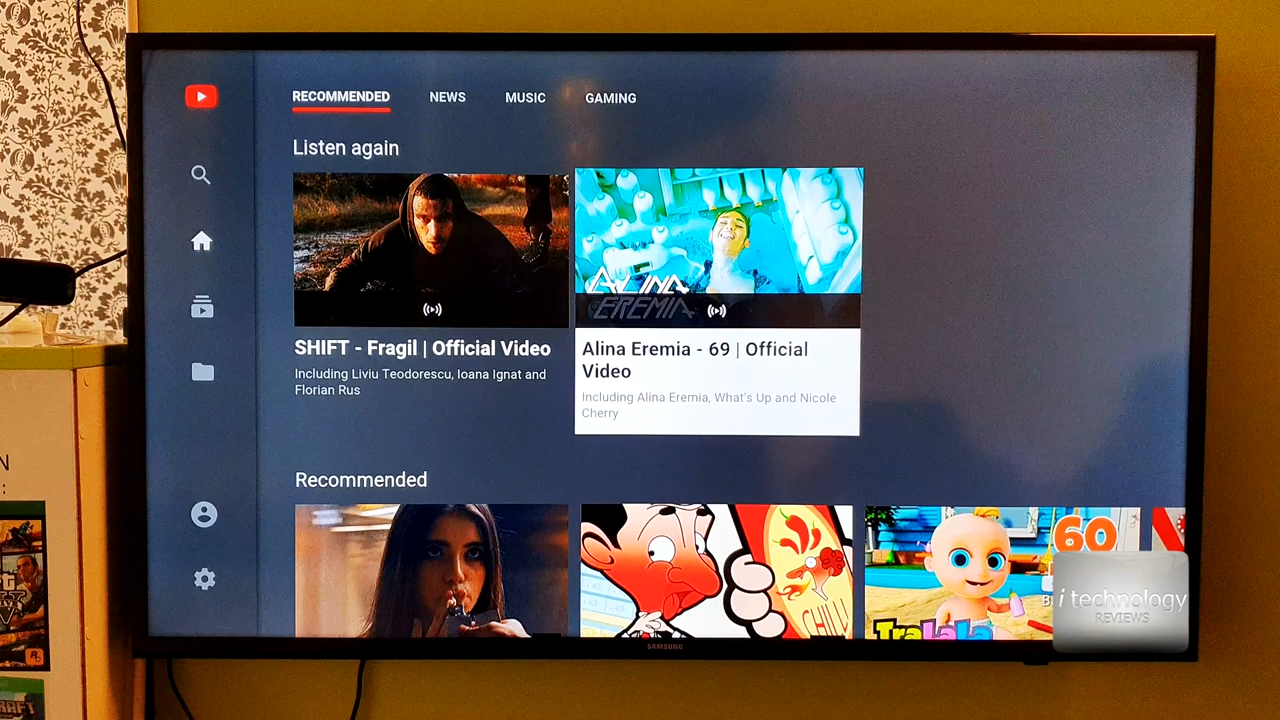 RECOMMENDED NEWS MUSIC GAMING
Listen again
ALINA
EREMIA
SHIFT - Fragil | Official Video
Including Liviu Teodorescu, Ioana Ignat and
Florian Rus
Alina Eremia - 69 | Official
Video
Including Alina Eremia, What's Up and Nicole
Cherry
Recommended
60
CHILLI
TraLaLa
i technology
REVIEWS
SAMSUNG
N
:
V
R